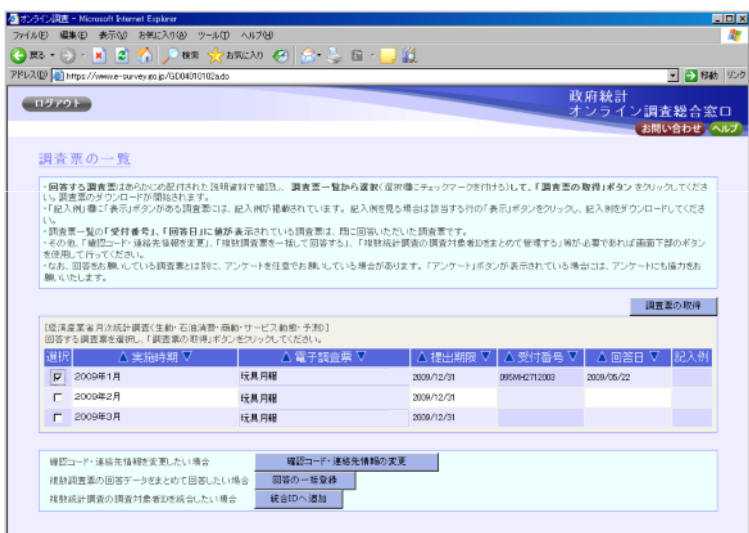 オンライン調査 - Microsoft Internet Explorer
ファイル(F) 編集(E) 表示(V) お気に入り(A) ツール(T) ヘルプ(H)
戻る 検索 お気に入り
アドレス(D) https://www.e-survey.go.jp/GD04010102.do 移動 リンク
ログアウト
政府統計
オンライン調査総合窓口
お問い合わせ ヘルプ
調査票の一覧
・回答する調査票はあらかじめ配付された説明資料で確認し、調査票一覧から選択(選択欄にチェックマークを付ける)して、「調査票の取得」ボタンをクリックしてくださ
い。調査票のダウンロードが開始されます。
・「記入例」欄に「表示」ボタンがある調査票には、記入例が掲載されています。記入例を見る場合は該当する行の「表示」ボタンをクリックし、記入例をダウンロードしてくださ
い。
・調査票一覧の「受付番号」、「回答日」に値が表示されている調査票は、既に回答いただいた調査票です。
・その他、「確認コード・連絡先情報を変更」、「複数調査票を一括して回答する」、「複数統計調査の調査対象者IDをまとめて管理する」等が必要であれば画面下部のボタン
を使用して行ってください。
・なお、回答をお願いしている調査票とは別に、アンケートを任意でお願いしている場合があります。「アンケート」ボタンが表示されている場合には、アンケートにも協力をお
願いいたします。
調査票の取得
[経済産業省月次統計調査(生動・石油消費・商動・サービス動態・予測)]
回答する調査票を選択し、「調査票の取得」ボタンをクリックしてください。
選択 △ 実施時期 ▽ △ 電子調査票 ▽ △ 提出期限 ▽ △ 受付番号 ▽ △ 回答日 ▽ 記入例
2009年1月 玩具月報 2009/12/31 095MH2712003 2009/05/22
2009年2月 玩具月報 2009/12/31
2009年3月 玩具月報 2009/12/31
確認コード・連絡先情報を変更したい場合 確認コード・連絡先情報の変更
複数調査票の回答データをまとめて回答したい場合 回答の一括登録
複数統計調査の調査対象者IDを統合したい場合 統合IDへ追加